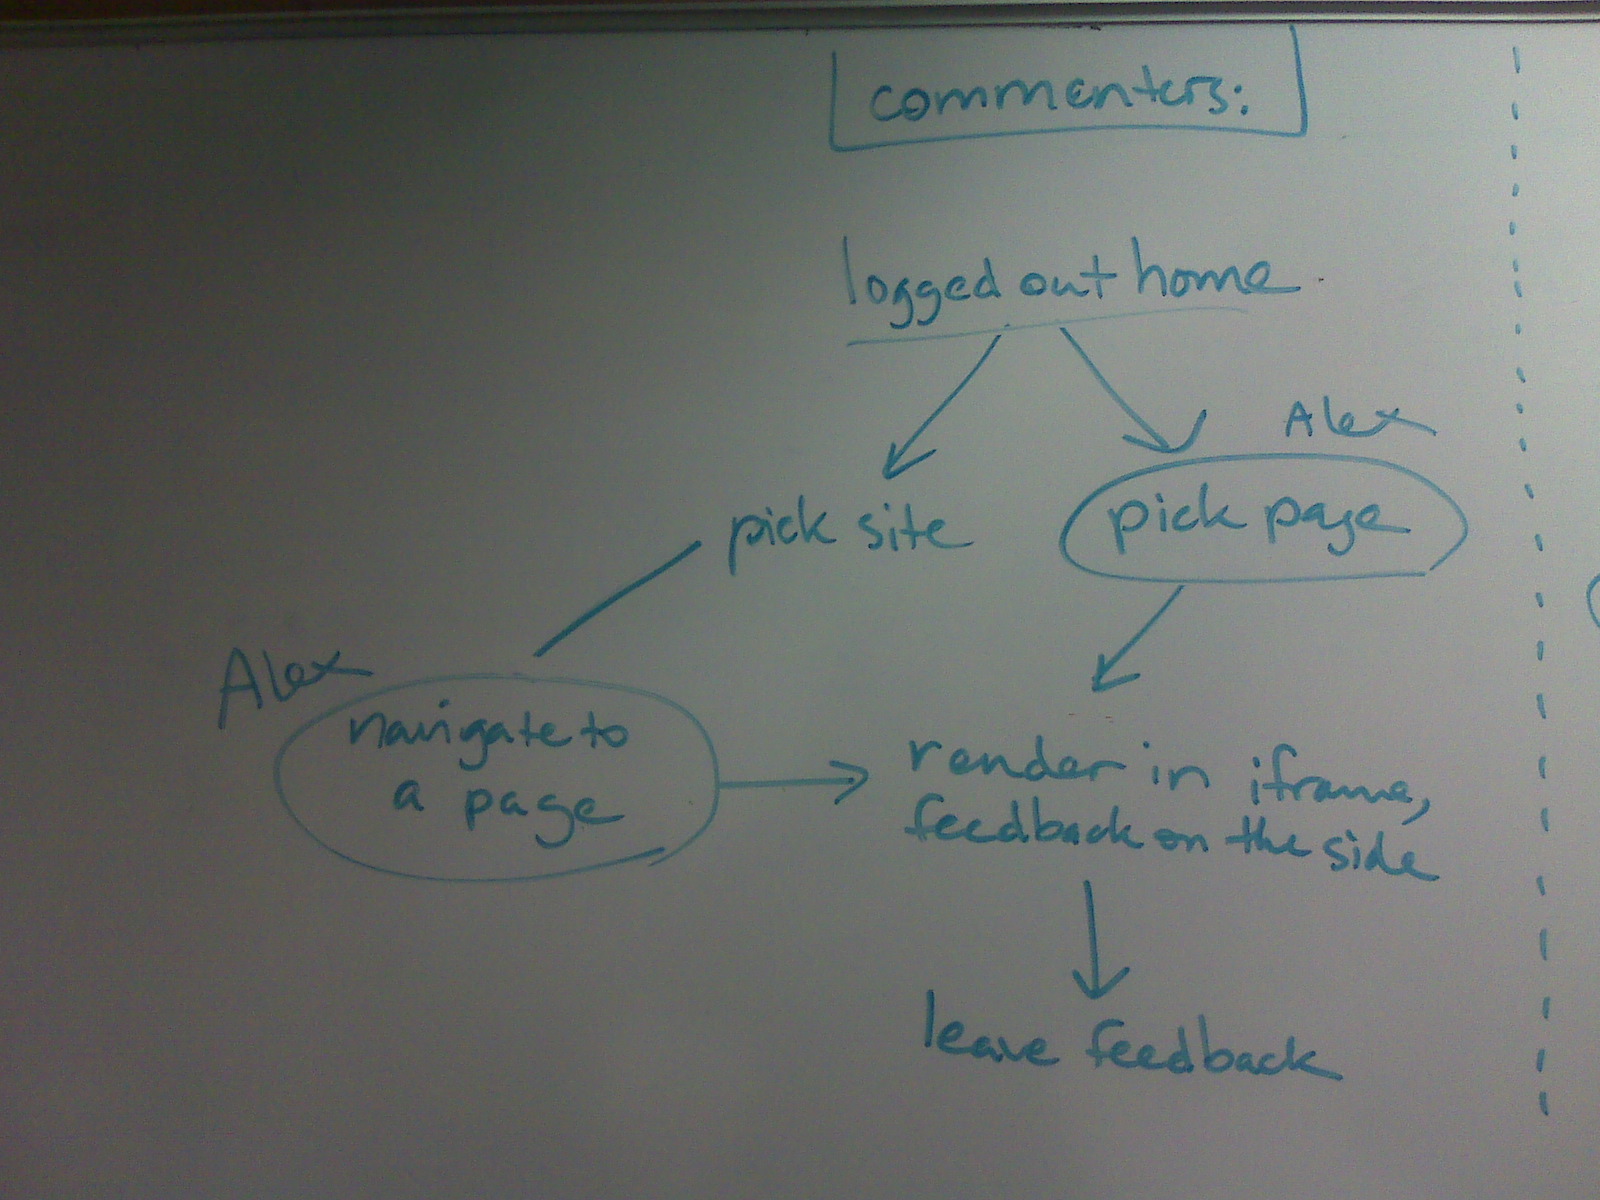 commenters:
logged out home
Alex
pick site
pick page
Alex
navigate to
a page
render in iframe,
feedback on the side
leave feedback